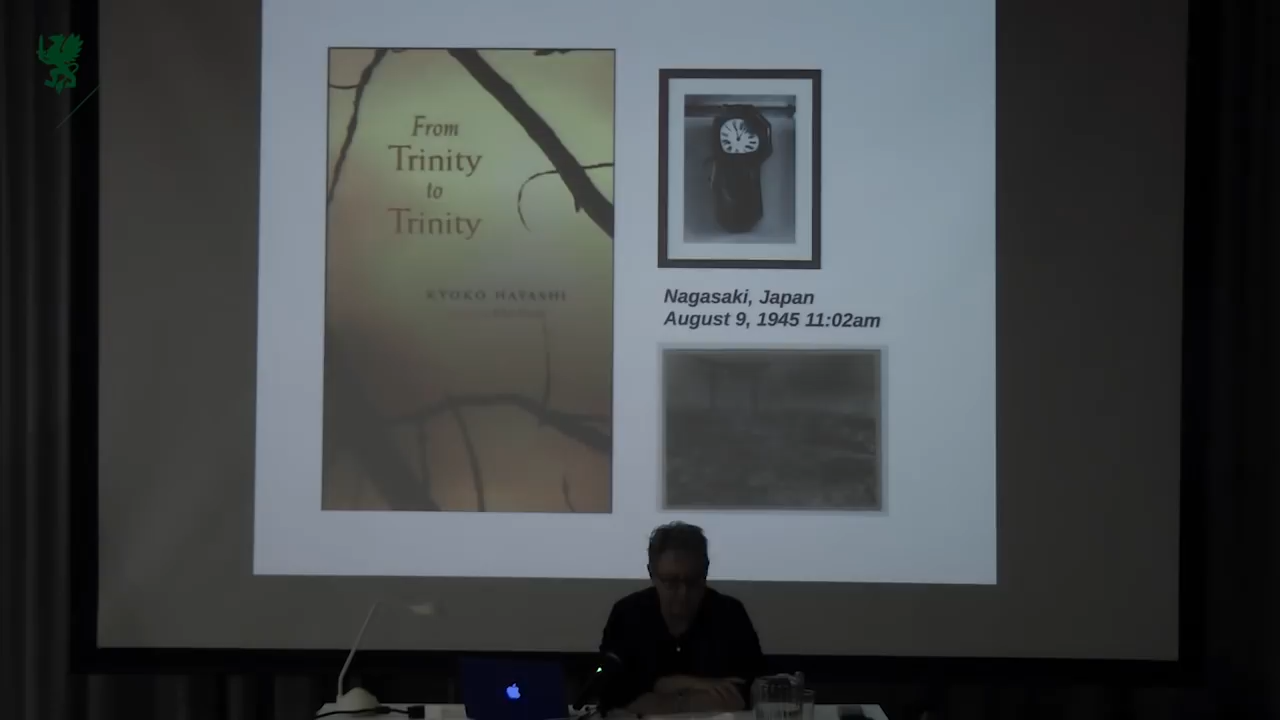 From
Trinity
to
Trinity
KYOKO HAYASHI
Nagasaki, Japan
August 9, 1945 11:02am